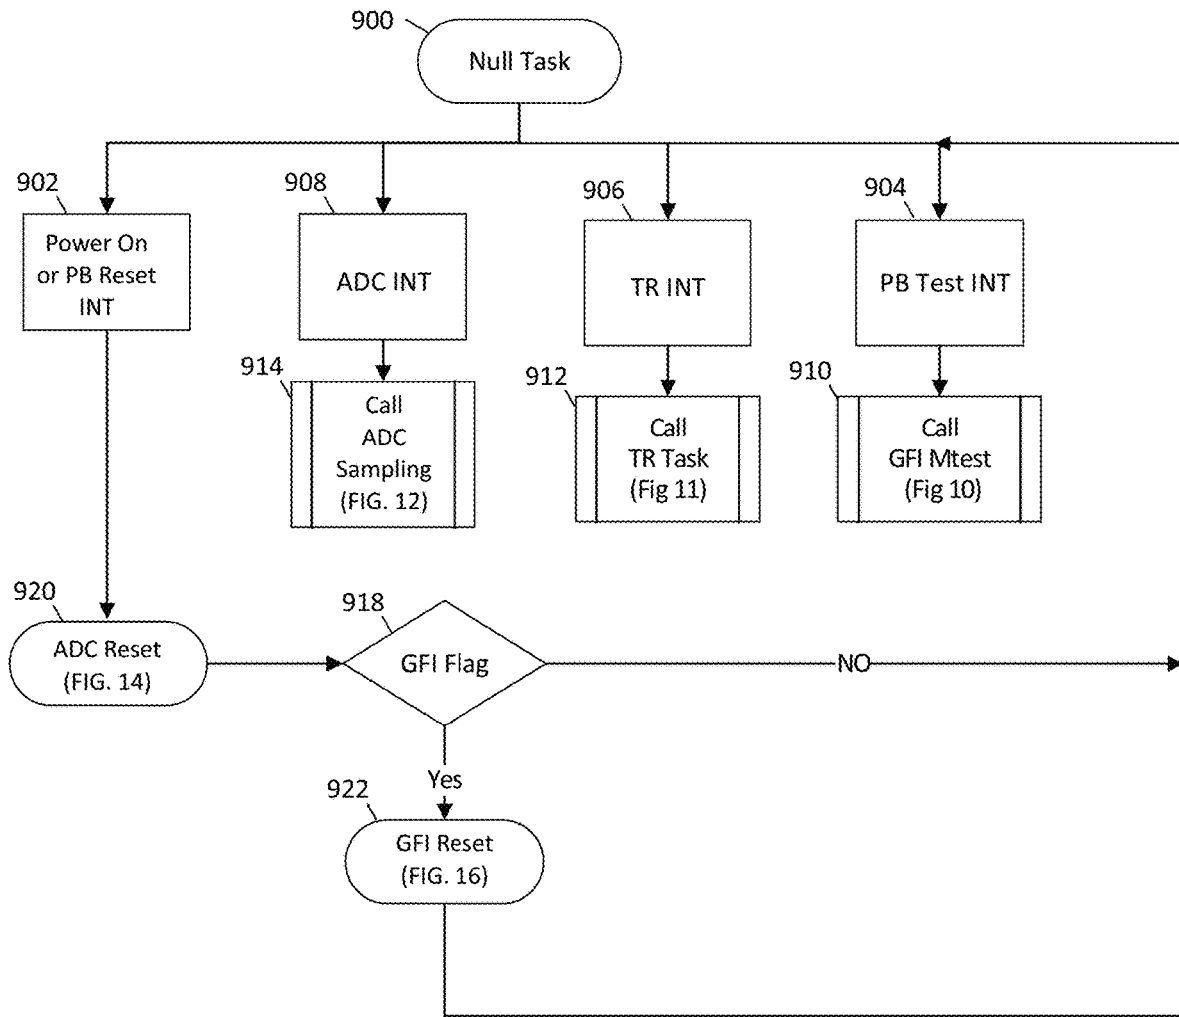 900
Null Task
902
Power On
or PB Reset
INT
908
ADC INT
906
TR INT
904
PB Test INT
914
Call
ADC
Sampling
(FIG. 12)
912
Call
TR Task
(Fig 11)
910
Call
GFI Mtest
(Fig 10)
920
ADC Reset
(FIG. 14)
918
GFI Flag
NO
Yes
922
GFI Reset
(FIG. 16)